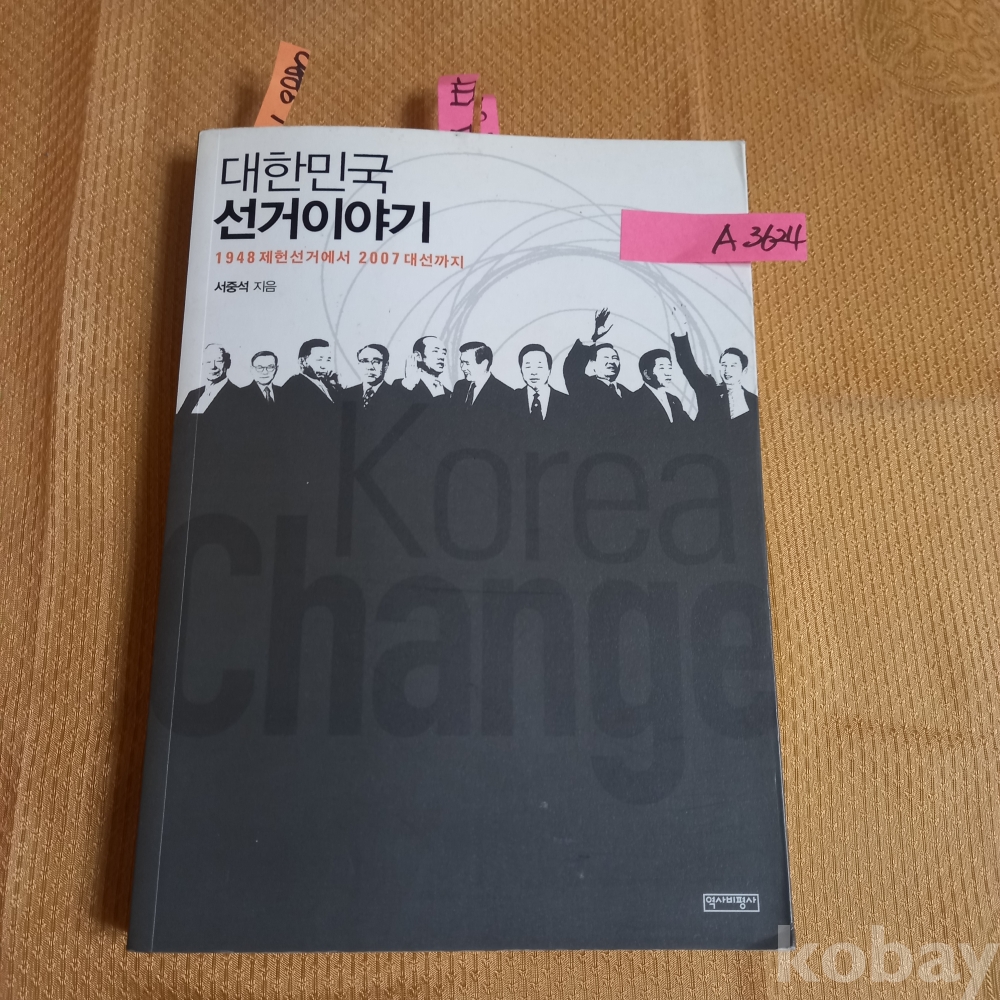 대한민국
선거이야기
1948 제헌선거에서 2007 대선까지
서중석 지음
A 3624
Korea
Change
역사비평사
kobay